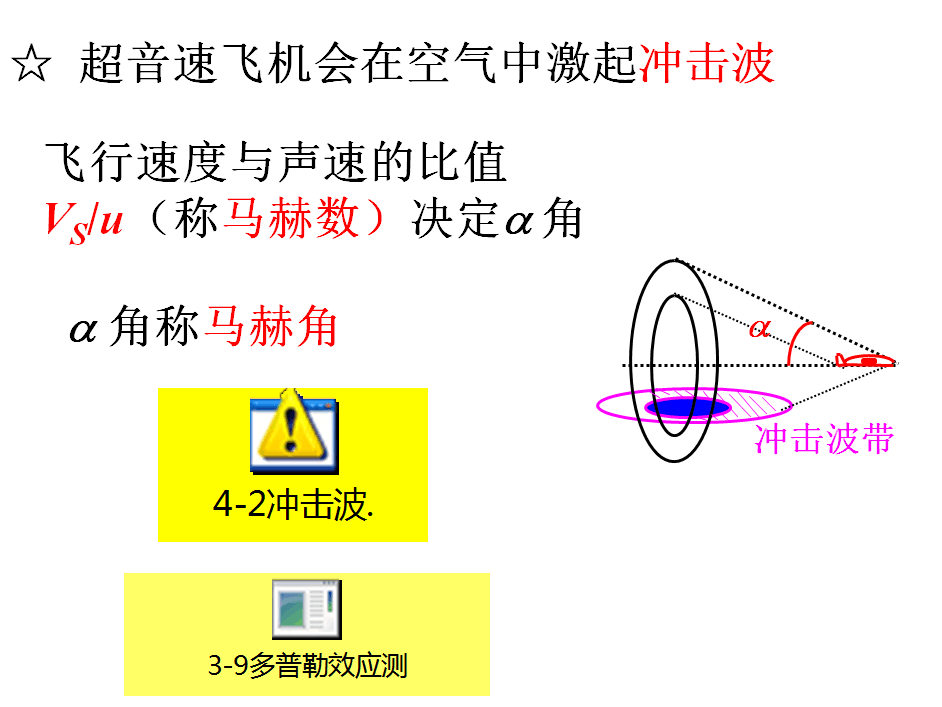 ☆ 超音速飞机会在空气中激起冲击波
飞行速度与声速的比值
V_S/u（称马赫数）决定α角
α角称马赫角
α
冲击波带
4-2冲击波.
3-9多普勒效应测